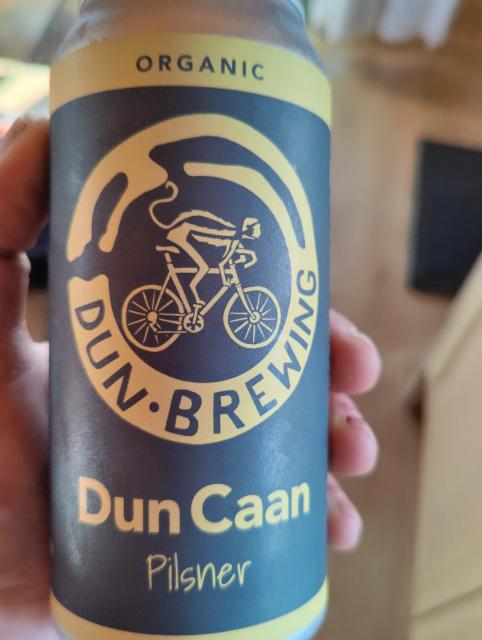 ORGANIC
DUN · BREWING
Dun Caan
Pilsner